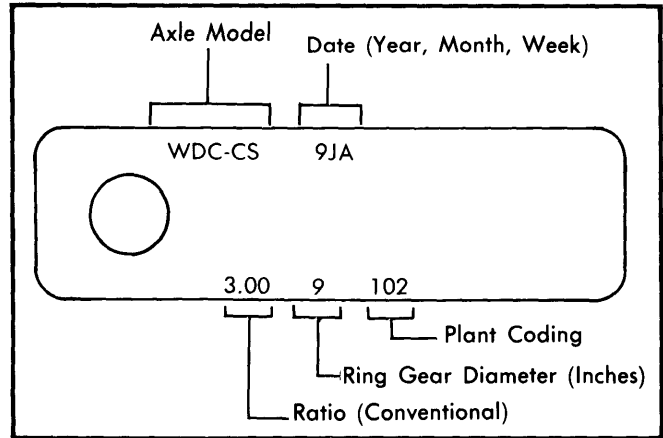 Axle Model
Date (Year, Month, Week)
WDC-CS 9JA
3.00 9 102
Plant Coding
Ring Gear Diameter (Inches)
Ratio (Conventional)